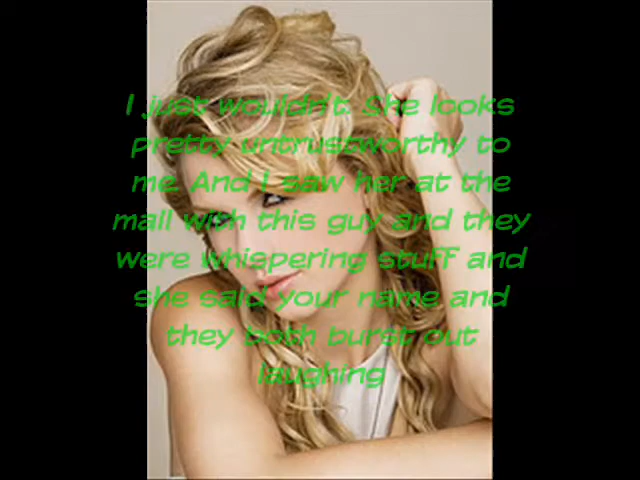 I just wouldn't. She looks
pretty untrustworthy to
me. And I saw her at the
mall with this guy and they
were whispering stuff and
she said your name and
they both burst out
laughing